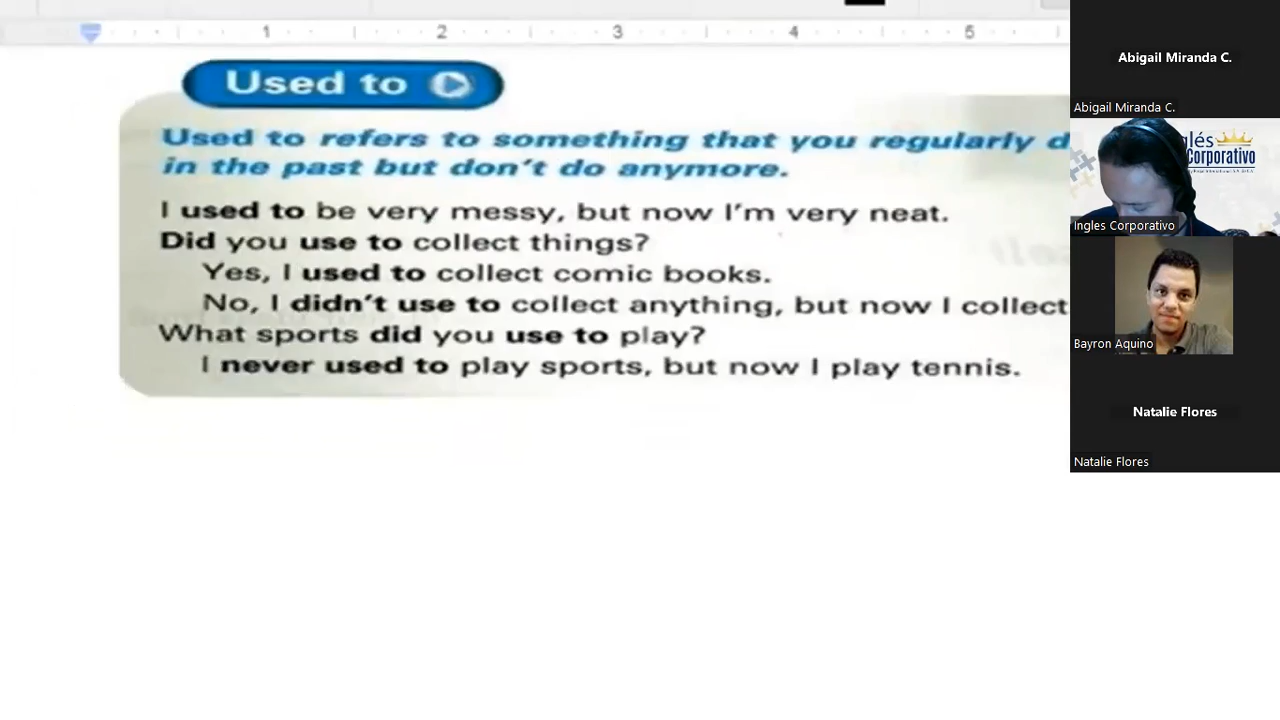 1 2 3 4 5
Used to
Used to refers to something that you regularly d
in the past but don't do anymore.
I used to be very messy, but now I'm very neat.
Did you use to collect things?
Yes, I used to collect comic books.
No, I didn't use to collect anything, but now I collect
What sports did you use to play?
I never used to play sports, but now I play tennis.
Abigail Miranda C.
Abigail Miranda C.
glés
Corporativo
Ingles Corporativo
Bayron Aquino
Natalie Flores
Natalie Flores